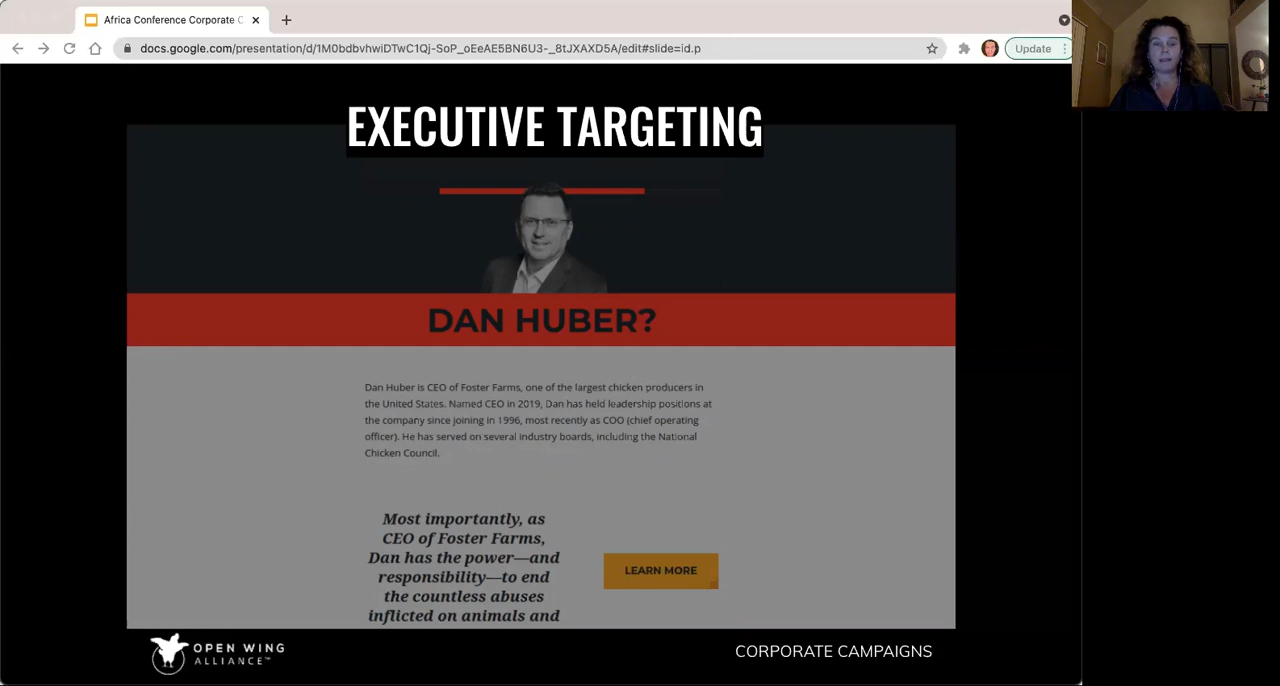 Africa Conference Corporate C
docs.google.com/presentation/d/1M0bdbvhwiDTwC1Qj-SoP_oEeAE5BN6U3-_8tJXAXD5A/edit#slide=id.p
Update
EXECUTIVE TARGETING
DAN HUBER?
Dan Huber is CEO of Foster Farms, one of the largest chicken producers in
the United States. Named CEO in 2019, Dan has held leadership positions at
the company since joining in 1996, most recently as COO (chief operating
officer). He has served on several industry boards, including the National
Chicken Council.
Most importantly, as
CEO of Foster Farms,
Dan has the power—and
responsibility—to end
the countless abuses
inflicted on animals and
LEARN MORE
OPEN WING
ALLIANCE™
CORPORATE CAMPAIGNS